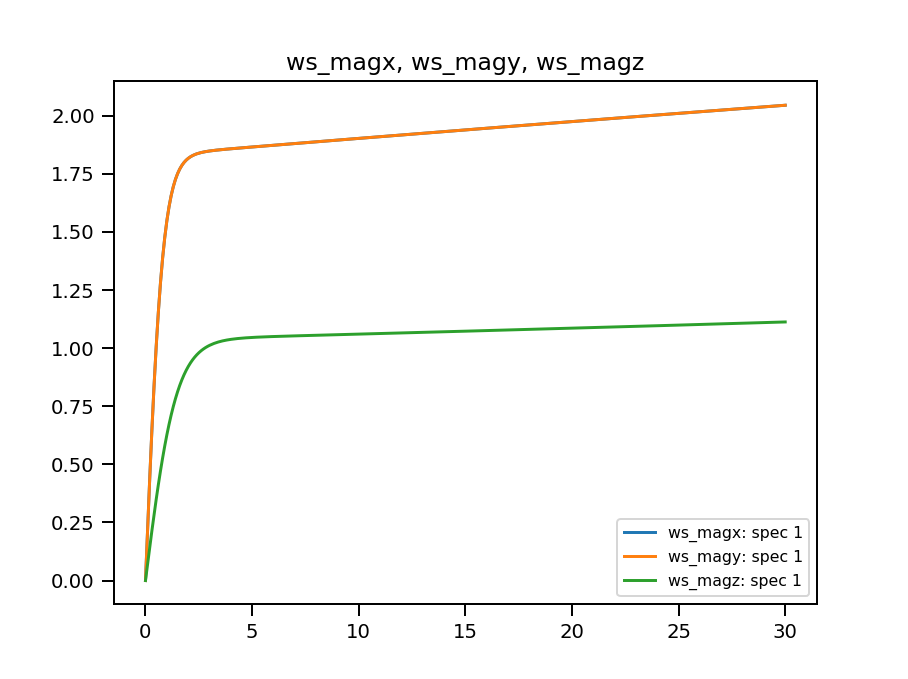 ws_magx, ws_magy, ws_magz
2.00
1.75
1.50
1.25
1.00
0.75
0.50
0.25
0.00
ws_magx: spec 1
ws_magy: spec 1
ws_magz: spec 1
0 5 10 15 20 25 30